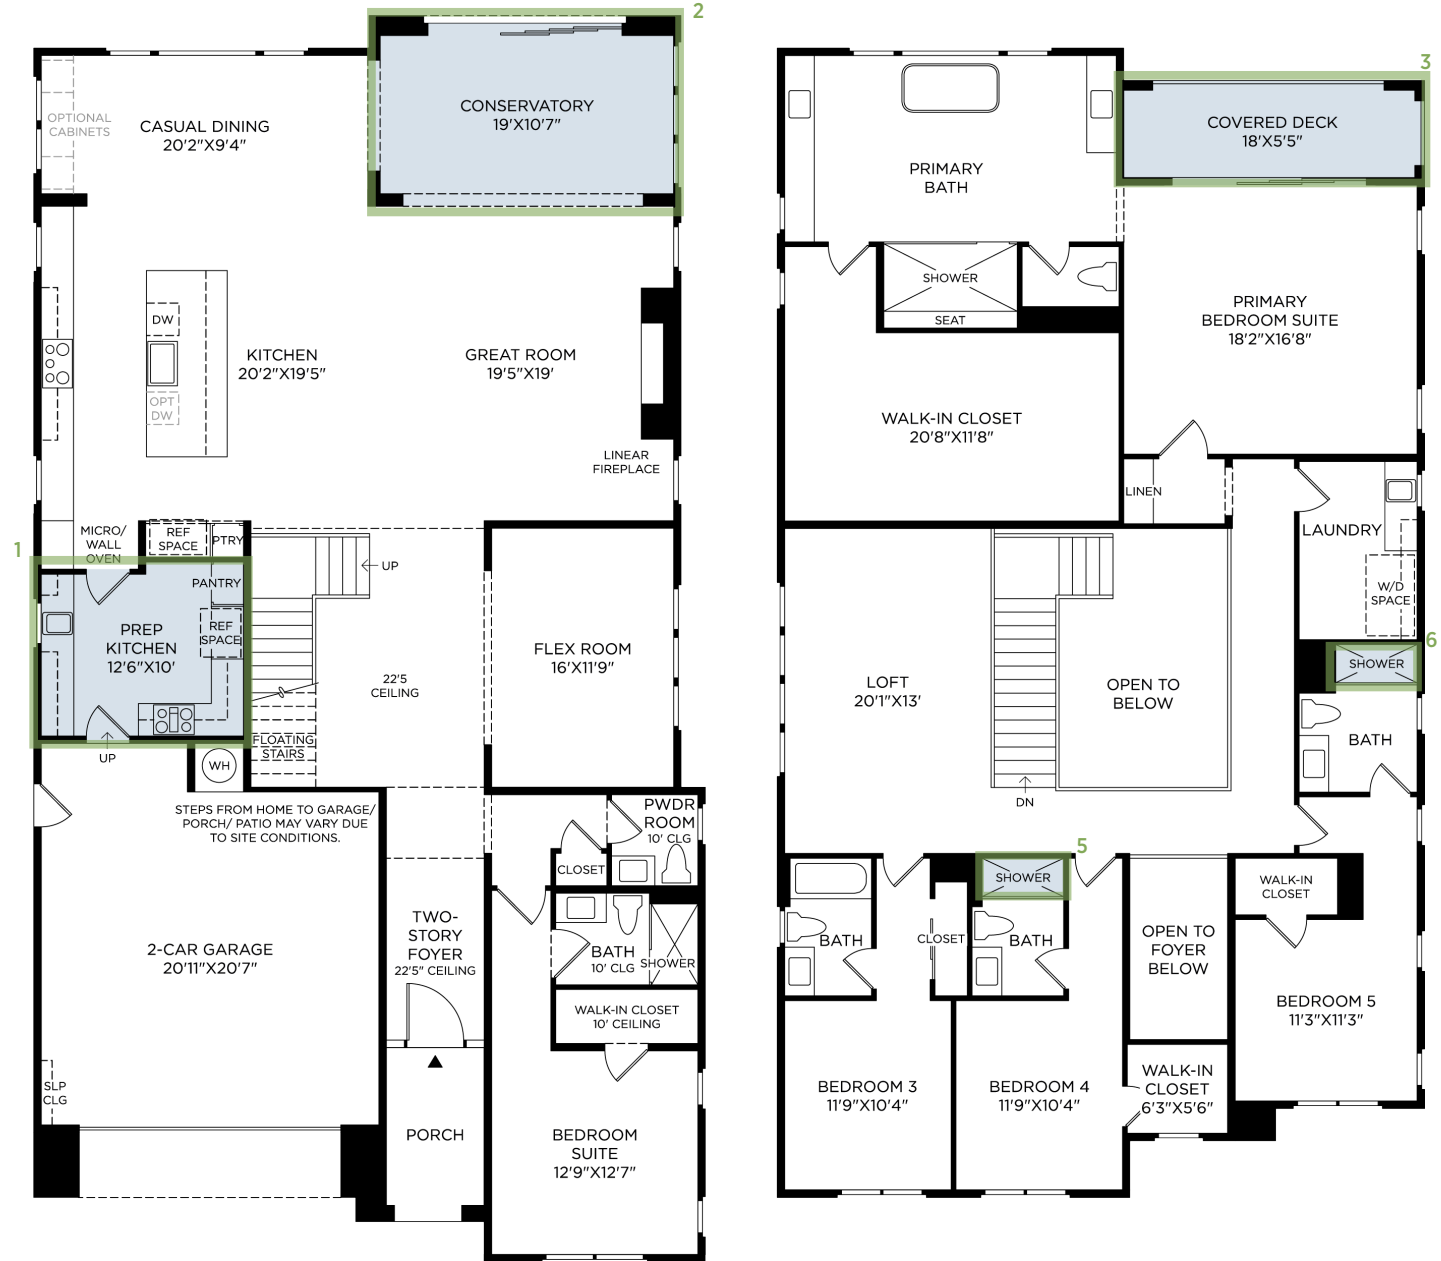 2
CONSERVATORY
19'X10'7"
OPTIONAL
CABINETS
CASUAL DINING
20'2"X9'4"
DW
KITCHEN
20'2"X19'5"
GREAT ROOM
19'5"X19'
OPT
DW
LINEAR
FIREPLACE
MICRO/
WALL
OVEN
REF
SPACE
PTRY
1
UP
PANTRY
PREP
KITCHEN
12'6"X10'
REF
SPACE
FLEX ROOM
16'X11'9"
22'5
CEILING
FLOATING
STAIRS
UP
WH
STEPS FROM HOME TO GARAGE/
PORCH/ PATIO MAY VARY DUE
TO SITE CONDITIONS.
PWDR
ROOM
10' CLG
CLOSET
2-CAR GARAGE
20'11"X20'7"
TWO-
STORY
FOYER
22'5" CEILING
BATH
10' CLG
SHOWER
WALK-IN CLOSET
10' CEILING
SLP
CLG
PORCH
BEDROOM
SUITE
12'9"X12'7"
3
COVERED DECK
18'X5'5"
PRIMARY
BATH
SHOWER
SEAT
PRIMARY
BEDROOM SUITE
18'2"X16'8"
WALK-IN CLOSET
20'8"X11'8"
LINEN
LAUNDRY
W/D
SPACE
6
SHOWER
LOFT
20'1"X13'
OPEN TO
BELOW
BATH
DN
5
SHOWER
WALK-IN
CLOSET
BATH
CLOSET
BATH
OPEN TO
FOYER
BELOW
BEDROOM 5
11'3"X11'3"
BEDROOM 3
11'9"X10'4"
BEDROOM 4
11'9"X10'4"
WALK-IN
CLOSET
6'3"X5'6"